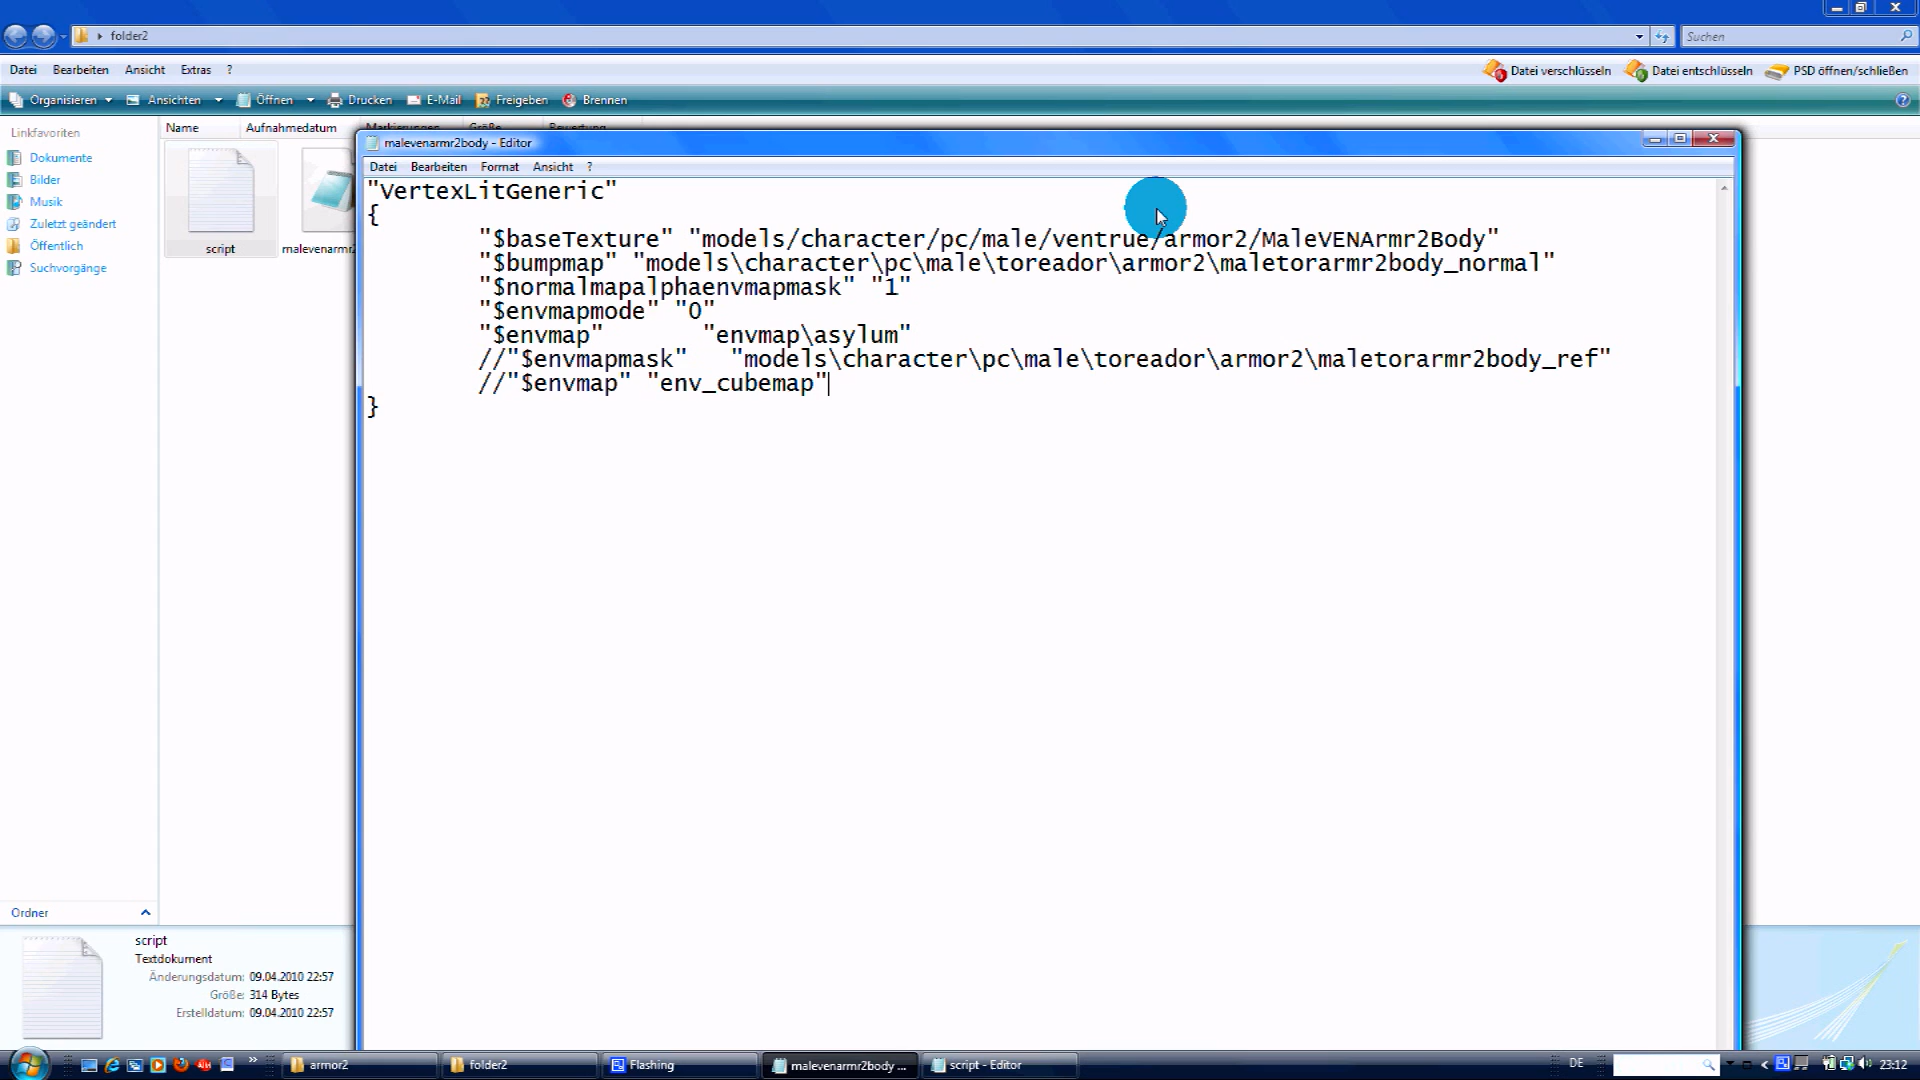 folder2
Suchen
Datei Bearbeiten Ansicht Extras ?
Datei verschlüsseln Datei entschlüsseln PSD öffnen/schließen
Organisieren Ansichten Öffnen Drucken E-Mail Freigeben Brennen
Linkfavoriten
Dokumente
Bilder
Musik
Zuletzt geändert
Öffentlich
Suchvorgänge
Name Aufnahmedatum Markierungen Größe Bewertung
script
malevenarmr2
malevenarmr2body - Editor
Datei Bearbeiten Format Ansicht ?
"VertexLitGeneric"
{
"$baseTexture" "models/character/pc/male/ventrue/armor2/MaleVENArmr2Body"
"$bumpmap" "models\character\pc\male\toreador\armor2\maletorarmr2body_normal"
"$normalmapalphaenvmapmask" "1"
"$envmapmode" "0"
"$envmap" "envmap\asylum"
//"$envmapmask" "models\character\pc\male\toreador\armor2\maletorarmr2body_ref"
//"$envmap" "env_cubemap"
}
Ordner
script
Textdokument
Änderungsdatum: 09.04.2010 22:57
Größe: 314 Bytes
Erstelldatum: 09.04.2010 22:57
armor2
folder2
Flashing
malevenarmr2body ...
script - Editor
DE
23:12